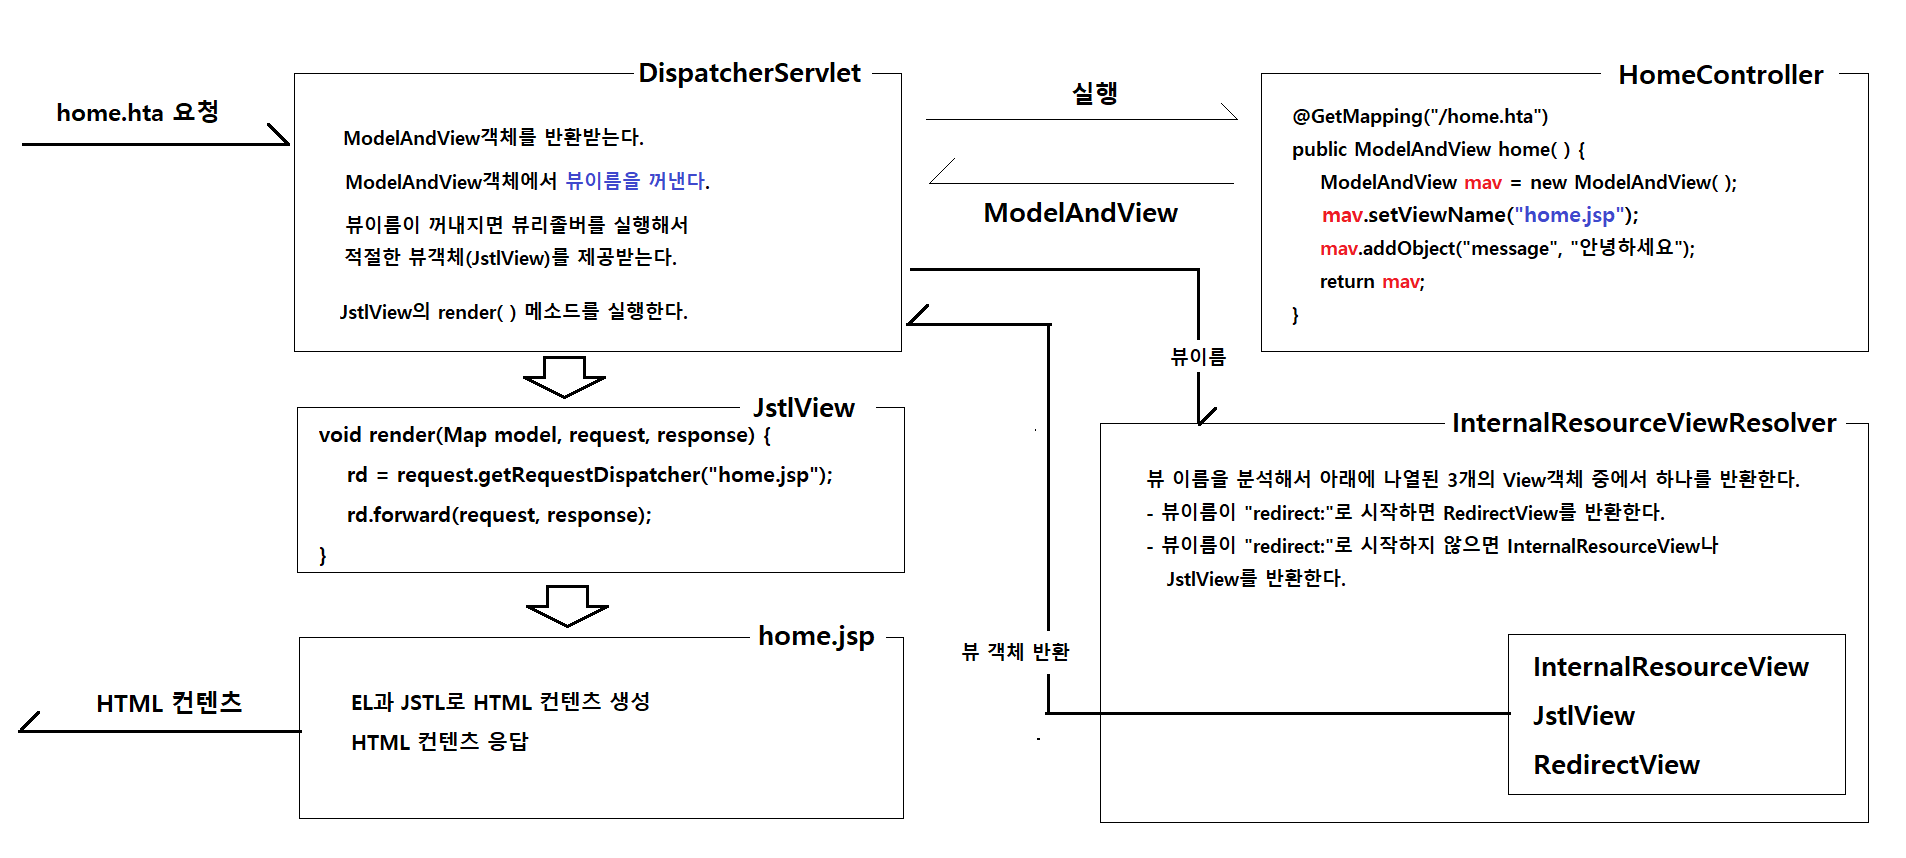 home.hta 요청
DispatcherServlet
ModelAndView객체를 반환받는다.
ModelAndView객체에서 뷰이름을 꺼낸다.
뷰이름이 꺼내지면 뷰리졸버를 실행해서
적절한 뷰객체(JstlView)를 제공받는다.
JstlView의 render( ) 메소드를 실행한다.
실행
ModelAndView
HomeController
@GetMapping("/home.hta")
public ModelAndView home( ) {
ModelAndView mav = new ModelAndView( );
mav.setViewName("home.jsp");
mav.addObject("message", "안녕하세요");
return mav;
}
뷰이름
InternalResourceViewResolver
뷰 이름을 분석해서 아래에 나열된 3개의 View객체 중에서 하나를 반환한다.
- 뷰이름이 "redirect:"로 시작하면 RedirectView를 반환한다.
- 뷰이름이 "redirect:"로 시작하지 않으면 InternalResourceView나
JstlView를 반환한다.
InternalResourceView
JstlView
RedirectView
뷰 객체 반환
JstlView
void render(Map model, request, response) {
rd = request.getRequestDispatcher("home.jsp");
rd.forward(request, response);
}
home.jsp
EL과 JSTL로 HTML 컨텐츠 생성
HTML 컨텐츠 응답
HTML 컨텐츠